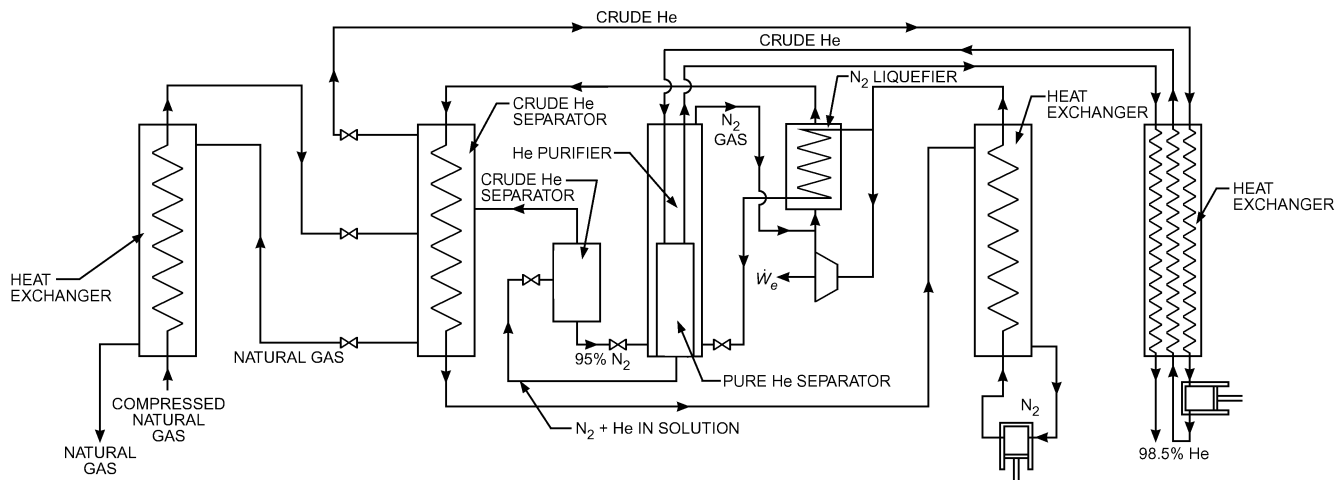 CRUDE He
CRUDE He
N2 LIQUEFIER
CRUDE He
SEPARATOR
N2
GAS
HEAT
EXCHANGER
He PURIFIER
CRUDE He
SEPARATOR
HEAT
EXCHANGER
HEAT
EXCHANGER
Ẇe
NATURAL GAS
95% N2
PURE He SEPARATOR
COMPRESSED
NATURAL
GAS
N2
N2 + He IN SOLUTION
NATURAL
GAS
98.5% He